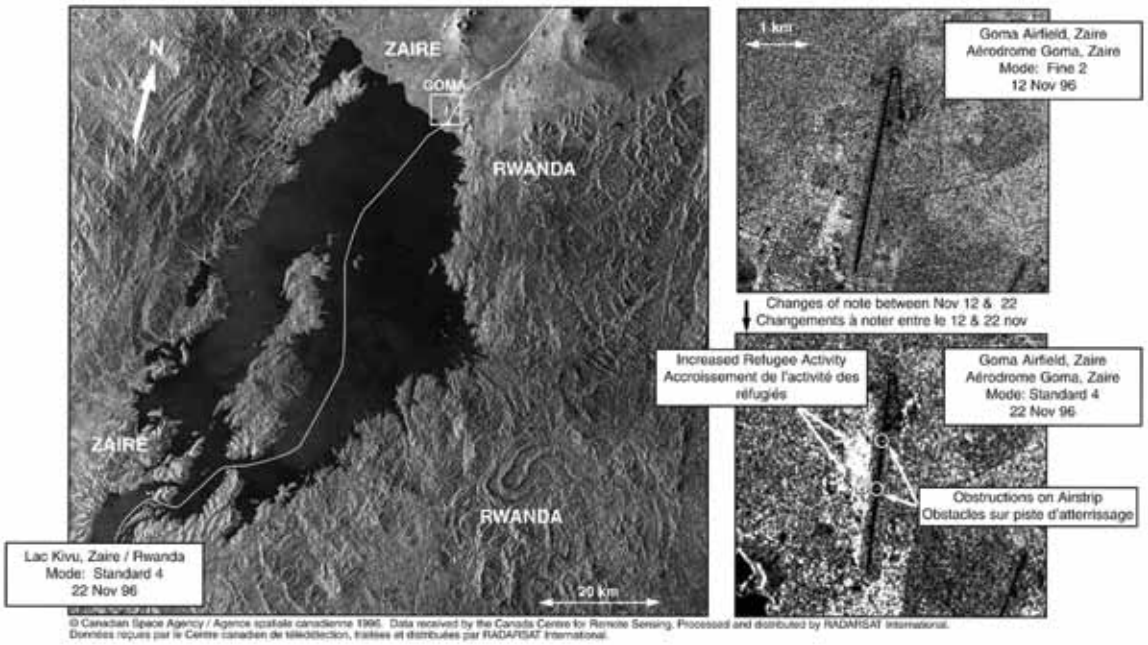 N
ZAIRE
GOMA
RWANDA
ZAIRE
RWANDA
20 km
Lac Kivu, Zaire / Rwanda
Mode: Standard 4
22 Nov 96
1 km
Goma Airfield, Zaire
Aérodrome Goma, Zaire
Mode: Fine 2
12 Nov 96
Changes of note between Nov 12 & 22
Changements à noter entre le 12 & 22 nov
Increased Refugee Activity
Accroissement de l'activité des
réfugiés
Goma Airfield, Zaire
Aérodrome Goma, Zaire
Mode: Standard 4
22 Nov 96
Obstructions on Airstrip
Obstacles sur piste d'atterrissage
© Canadian Space Agency / Agence spatiale canadienne 1996. Data received by the Canada Centre for Remote Sensing. Processed and distributed by RADARSAT International.
Données reçues par le Centre canadien de télédétection, traitées et distribuées par RADARSAT International.